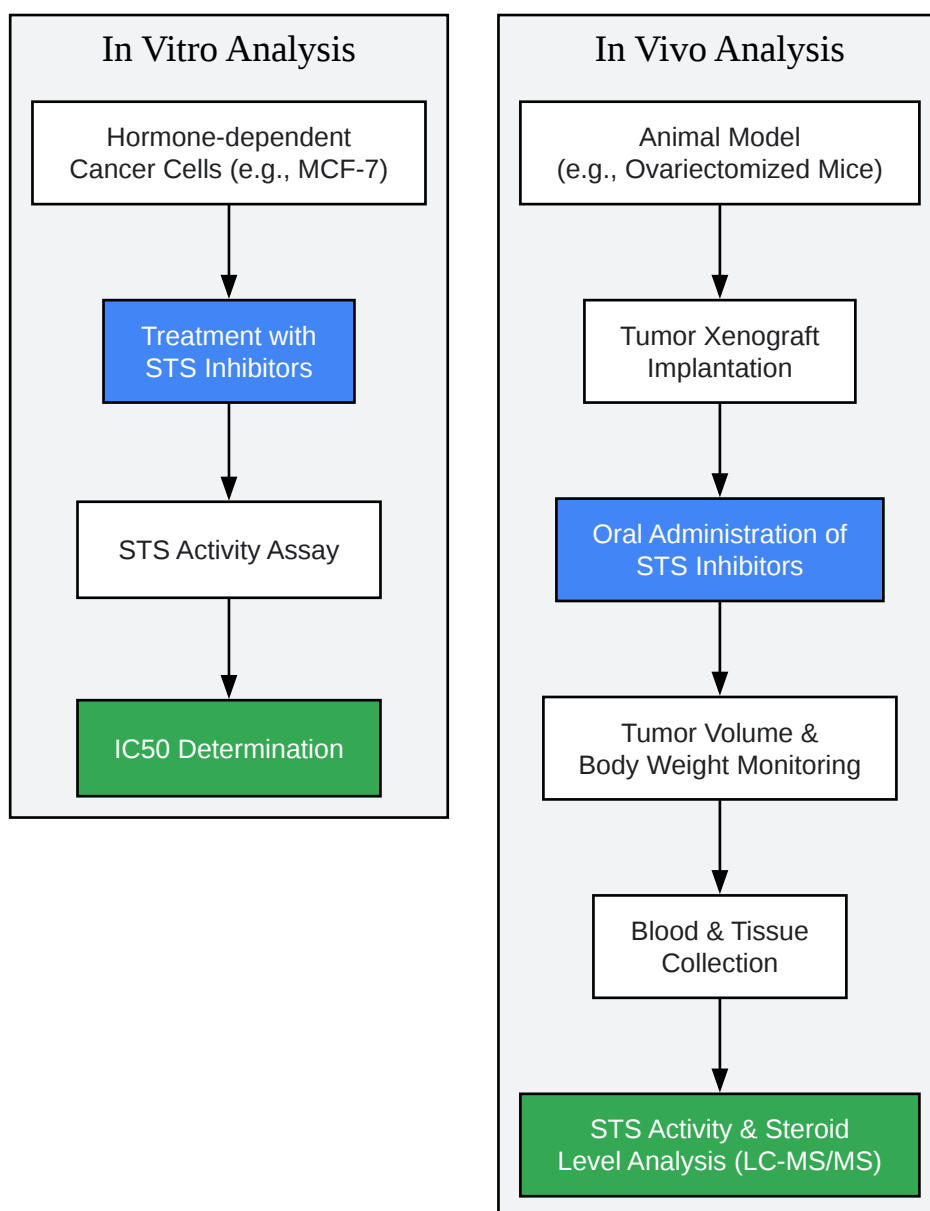 In Vitro Analysis
Hormone-dependent
Cancer Cells (e.g., MCF-7)
Treatment with
STS Inhibitors
STS Activity Assay
IC50 Determination
In Vivo Analysis
Animal Model
(e.g., Ovariectomized Mice)
Tumor Xenograft
Implantation
Oral Administration of
STS Inhibitors
Tumor Volume &
Body Weight Monitoring
Blood & Tissue
Collection
STS Activity & Steroid
Level Analysis (LC-MS/MS)